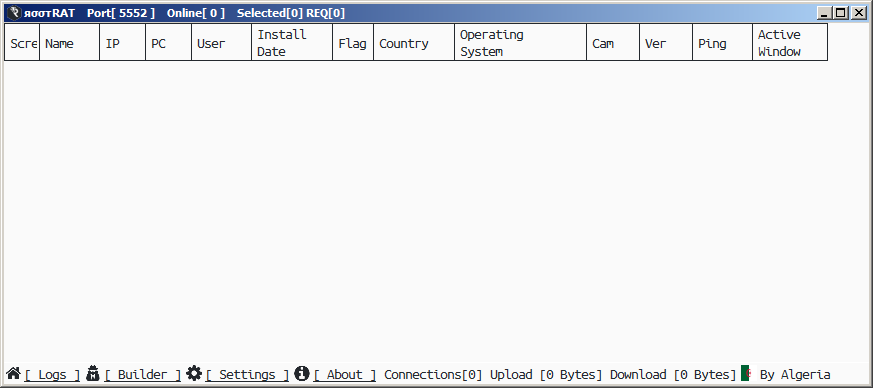 яσστRAT Port[ 5552 ] Online[ 0 ] Selected[0] REQ[0]
Scre Name IP PC User Install Date Flag Country Operating System Cam Ver Ping Active Window
[ Logs ] [ Builder ] [ Settings ] [ About ] Connections[0] Upload [0 Bytes] Download [0 Bytes] By Algeria